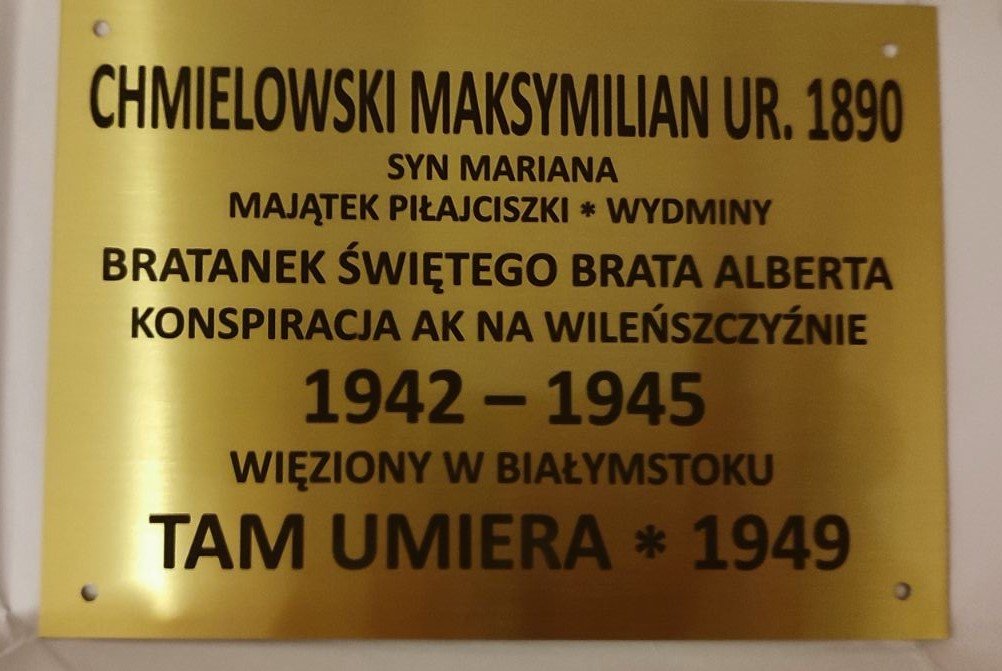 CHMIELOWSKI MAKSYMILIAN UR. 1890
SYN MARIANA
MAJĄTEK PIŁAJCISZKI * WYDMINY
BRATANEK ŚWIĘTEGO BRATA ALBERTA
KONSPIRACJA AK NA WILEŃSZCZYŹNIE
1942 – 1945
WIĘZIONY W BIAŁYMSTOKU
TAM UMIERA * 1949